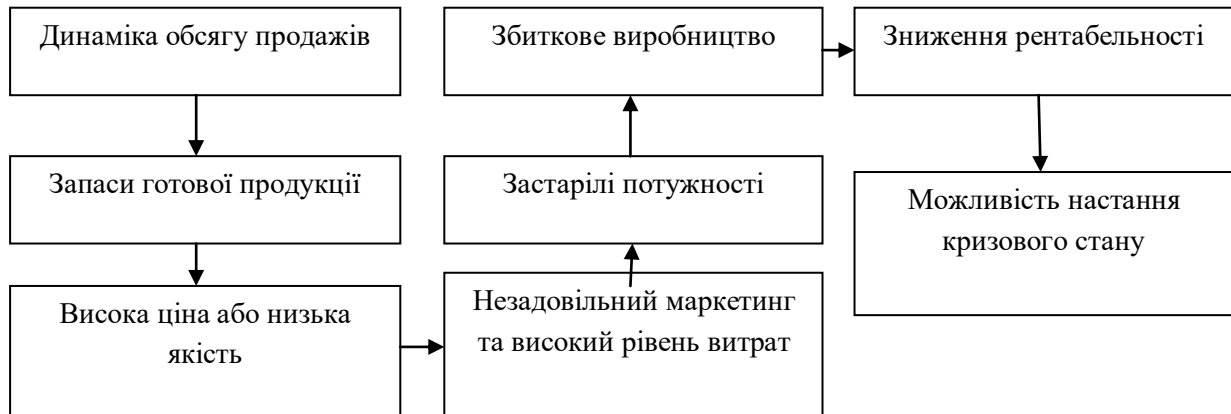 Динаміка обсягу продажів
Запаси готової продукції
Висока ціна або низька
якість
Незадовільний маркетинг
та високий рівень витрат
Застарілі потужності
Збиткове виробництво
Зниження рентабельності
Можливість настання
кризового стану